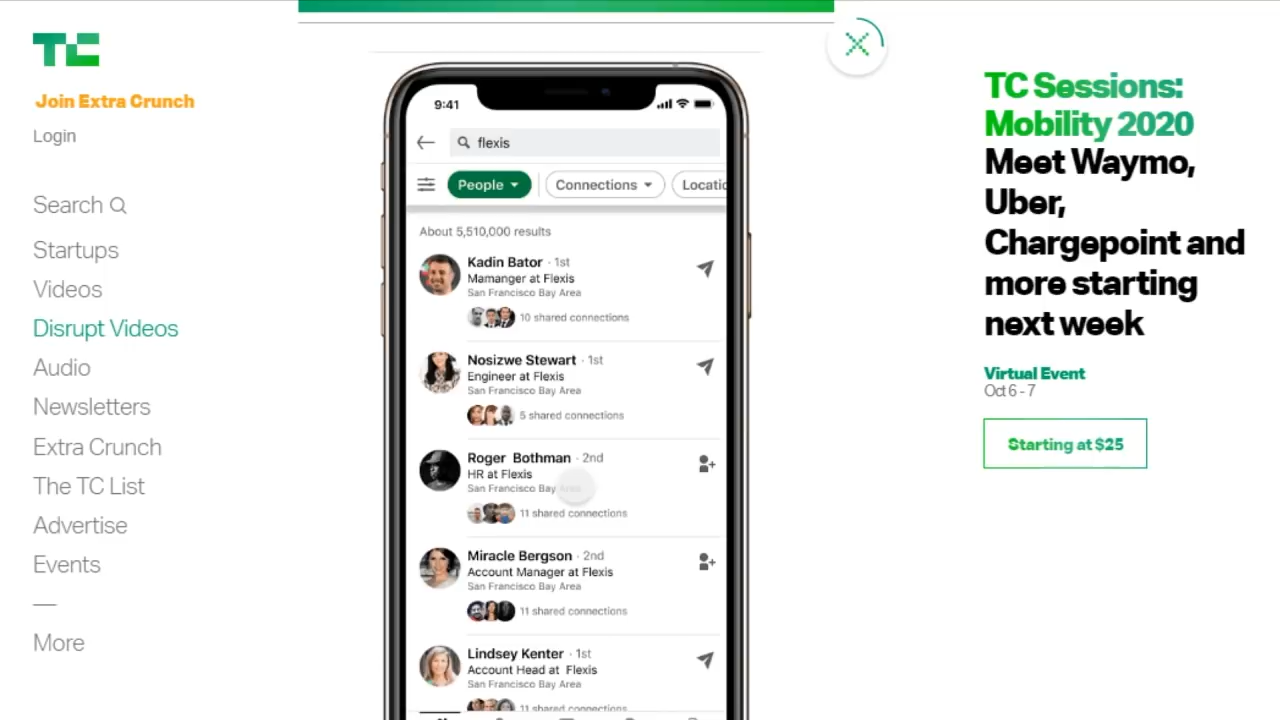 TC
Join Extra Crunch
Login
Search
Startups
Videos
Disrupt Videos
Audio
Newsletters
Extra Crunch
The TC List
Advertise
Events
More
9:41
flexis
People
Connections
Locatio
About 5,510,000 results
Kadin Bator · 1st
Mamanger at Flexis
San Francisco Bay Area
10 shared connections
Nosizwe Stewart · 1st
Engineer at Flexis
San Francisco Bay Area
5 shared connections
Roger Bothman · 2nd
HR at Flexis
San Francisco Bay Area
11 shared connections
Miracle Bergson · 2nd
Account Manager at Flexis
San Francisco Bay Area
11 shared connections
Lindsey Kenter · 1st
Account Head at Flexis
San Francisco Bay Area
11 shared connections
TC Sessions:
Mobility 2020
Meet Waymo,
Uber,
Chargepoint and
more starting
next week
Virtual Event
Oct 6 - 7
Starting at $25